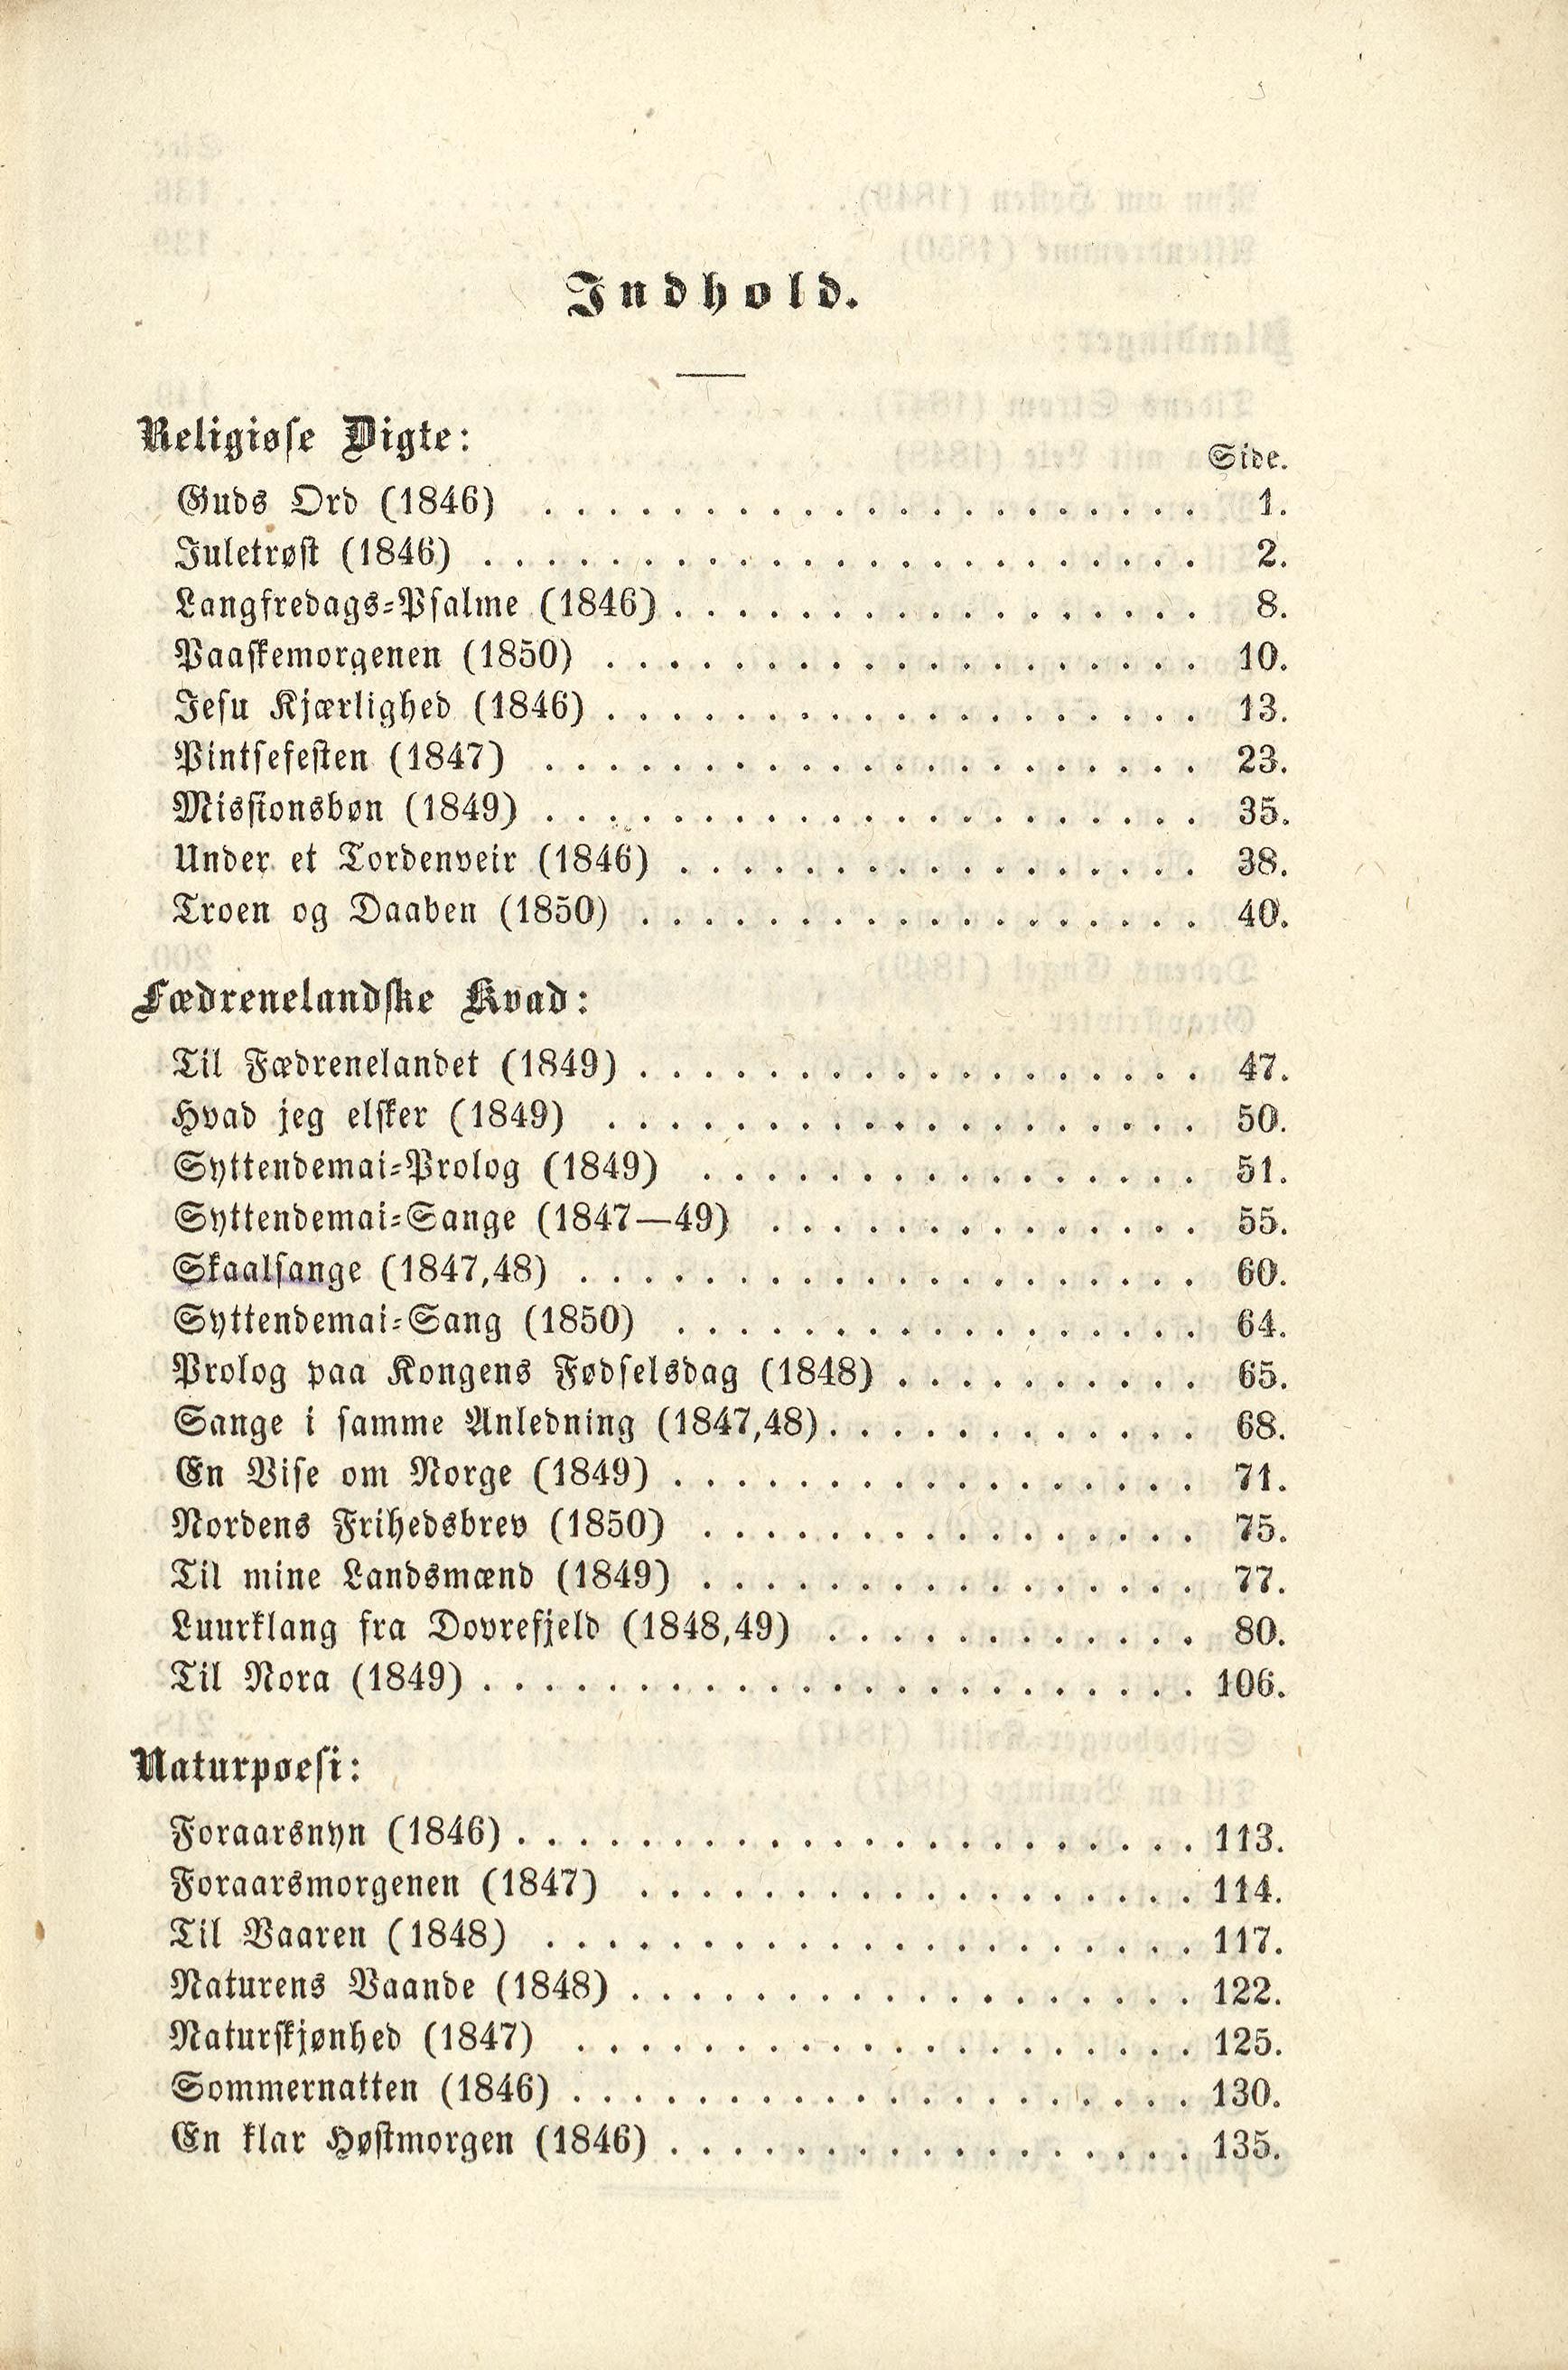 Indhold.
Religiøse Digte:
Side.
Guds Ord (1846) . . . . . . . . . . . . . . . . . . . . . 1.
Juletrøst (1846) . . . . . . . . . . . . . . . . . . . . . . . 2.
Langfredags-Psalme (1846) . . . . . . . . . . . . . . . . . 8.
Paaskemorgenen (1850) . . . . . . . . . . . . . . . . . . . 10.
Jesu Kjærlighed (1846) . . . . . . . . . . . . . . . . . . . 13.
Pintsefesten (1847) . . . . . . . . . . . . . . . . . . . . . 23.
Missionsbøn (1849) . . . . . . . . . . . . . . . . . . . . . 35.
Under et Tordenveir (1846) . . . . . . . . . . . . . . . . . 38.
Troen og Daaben (1850) . . . . . . . . . . . . . . . . . . 40.
Fædrenelandske Kvad:
Til Fædrenelandet (1849) . . . . . . . . . . . . . . . . . . 47.
Hvad jeg elsker (1849) . . . . . . . . . . . . . . . . . . . 50.
Syttendemai-Prolog (1849) . . . . . . . . . . . . . . . . 51.
Syttendemai-Sange (1847—49) . . . . . . . . . . . . . . 55.
Skaalsange (1847,48) . . . . . . . . . . . . . . . . . . . . 60.
Syttendemai-Sang (1850) . . . . . . . . . . . . . . . . . 64.
Prolog paa Kongens Fødselsdag (1848) . . . . . . . . . . 65.
Sange i samme Anledning (1847,48) . . . . . . . . . . . . 68.
En Vise om Norge (1849) . . . . . . . . . . . . . . . . . 71.
Nordens Frihedsbrev (1850) . . . . . . . . . . . . . . . . 75.
Til mine Landsmænd (1849) . . . . . . . . . . . . . . . . 77.
Luurklang fra Dovrefjeld (1848,49) . . . . . . . . . . . . 80.
Til Nora (1849) . . . . . . . . . . . . . . . . . . . . . . . 106.
Naturpoesi:
Foraarsnyn (1846) . . . . . . . . . . . . . . . . . . . . . . 113.
Foraarsmorgenen (1847) . . . . . . . . . . . . . . . . . . 114.
Til Vaaren (1848) . . . . . . . . . . . . . . . . . . . . . 117.
Naturens Vaande (1848) . . . . . . . . . . . . . . . . . . 122.
Naturskjønhed (1847) . . . . . . . . . . . . . . . . . . . . 125.
Sommernatten (1846) . . . . . . . . . . . . . . . . . . . . 130.
En klar Høstmorgen (1846) . . . . . . . . . . . . . . . . . 135.